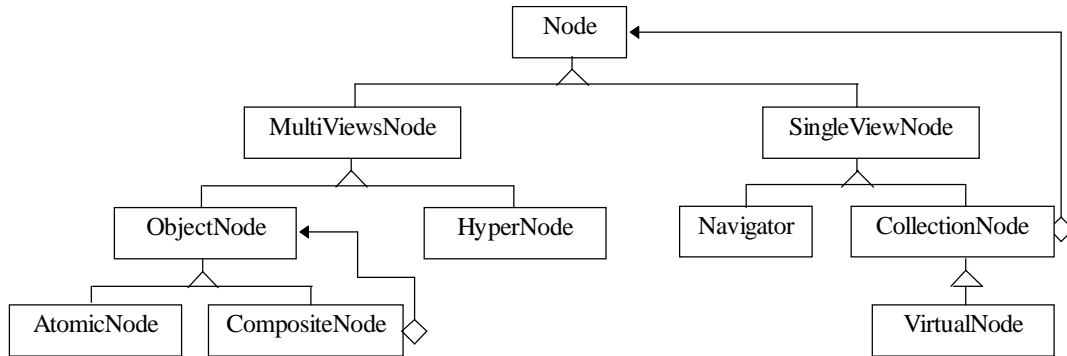 Node
MultiViewsNode
SingleViewNode
ObjectNode
HyperNode
Navigator
CollectionNode
AtomicNode
CompositeNode
VirtualNode